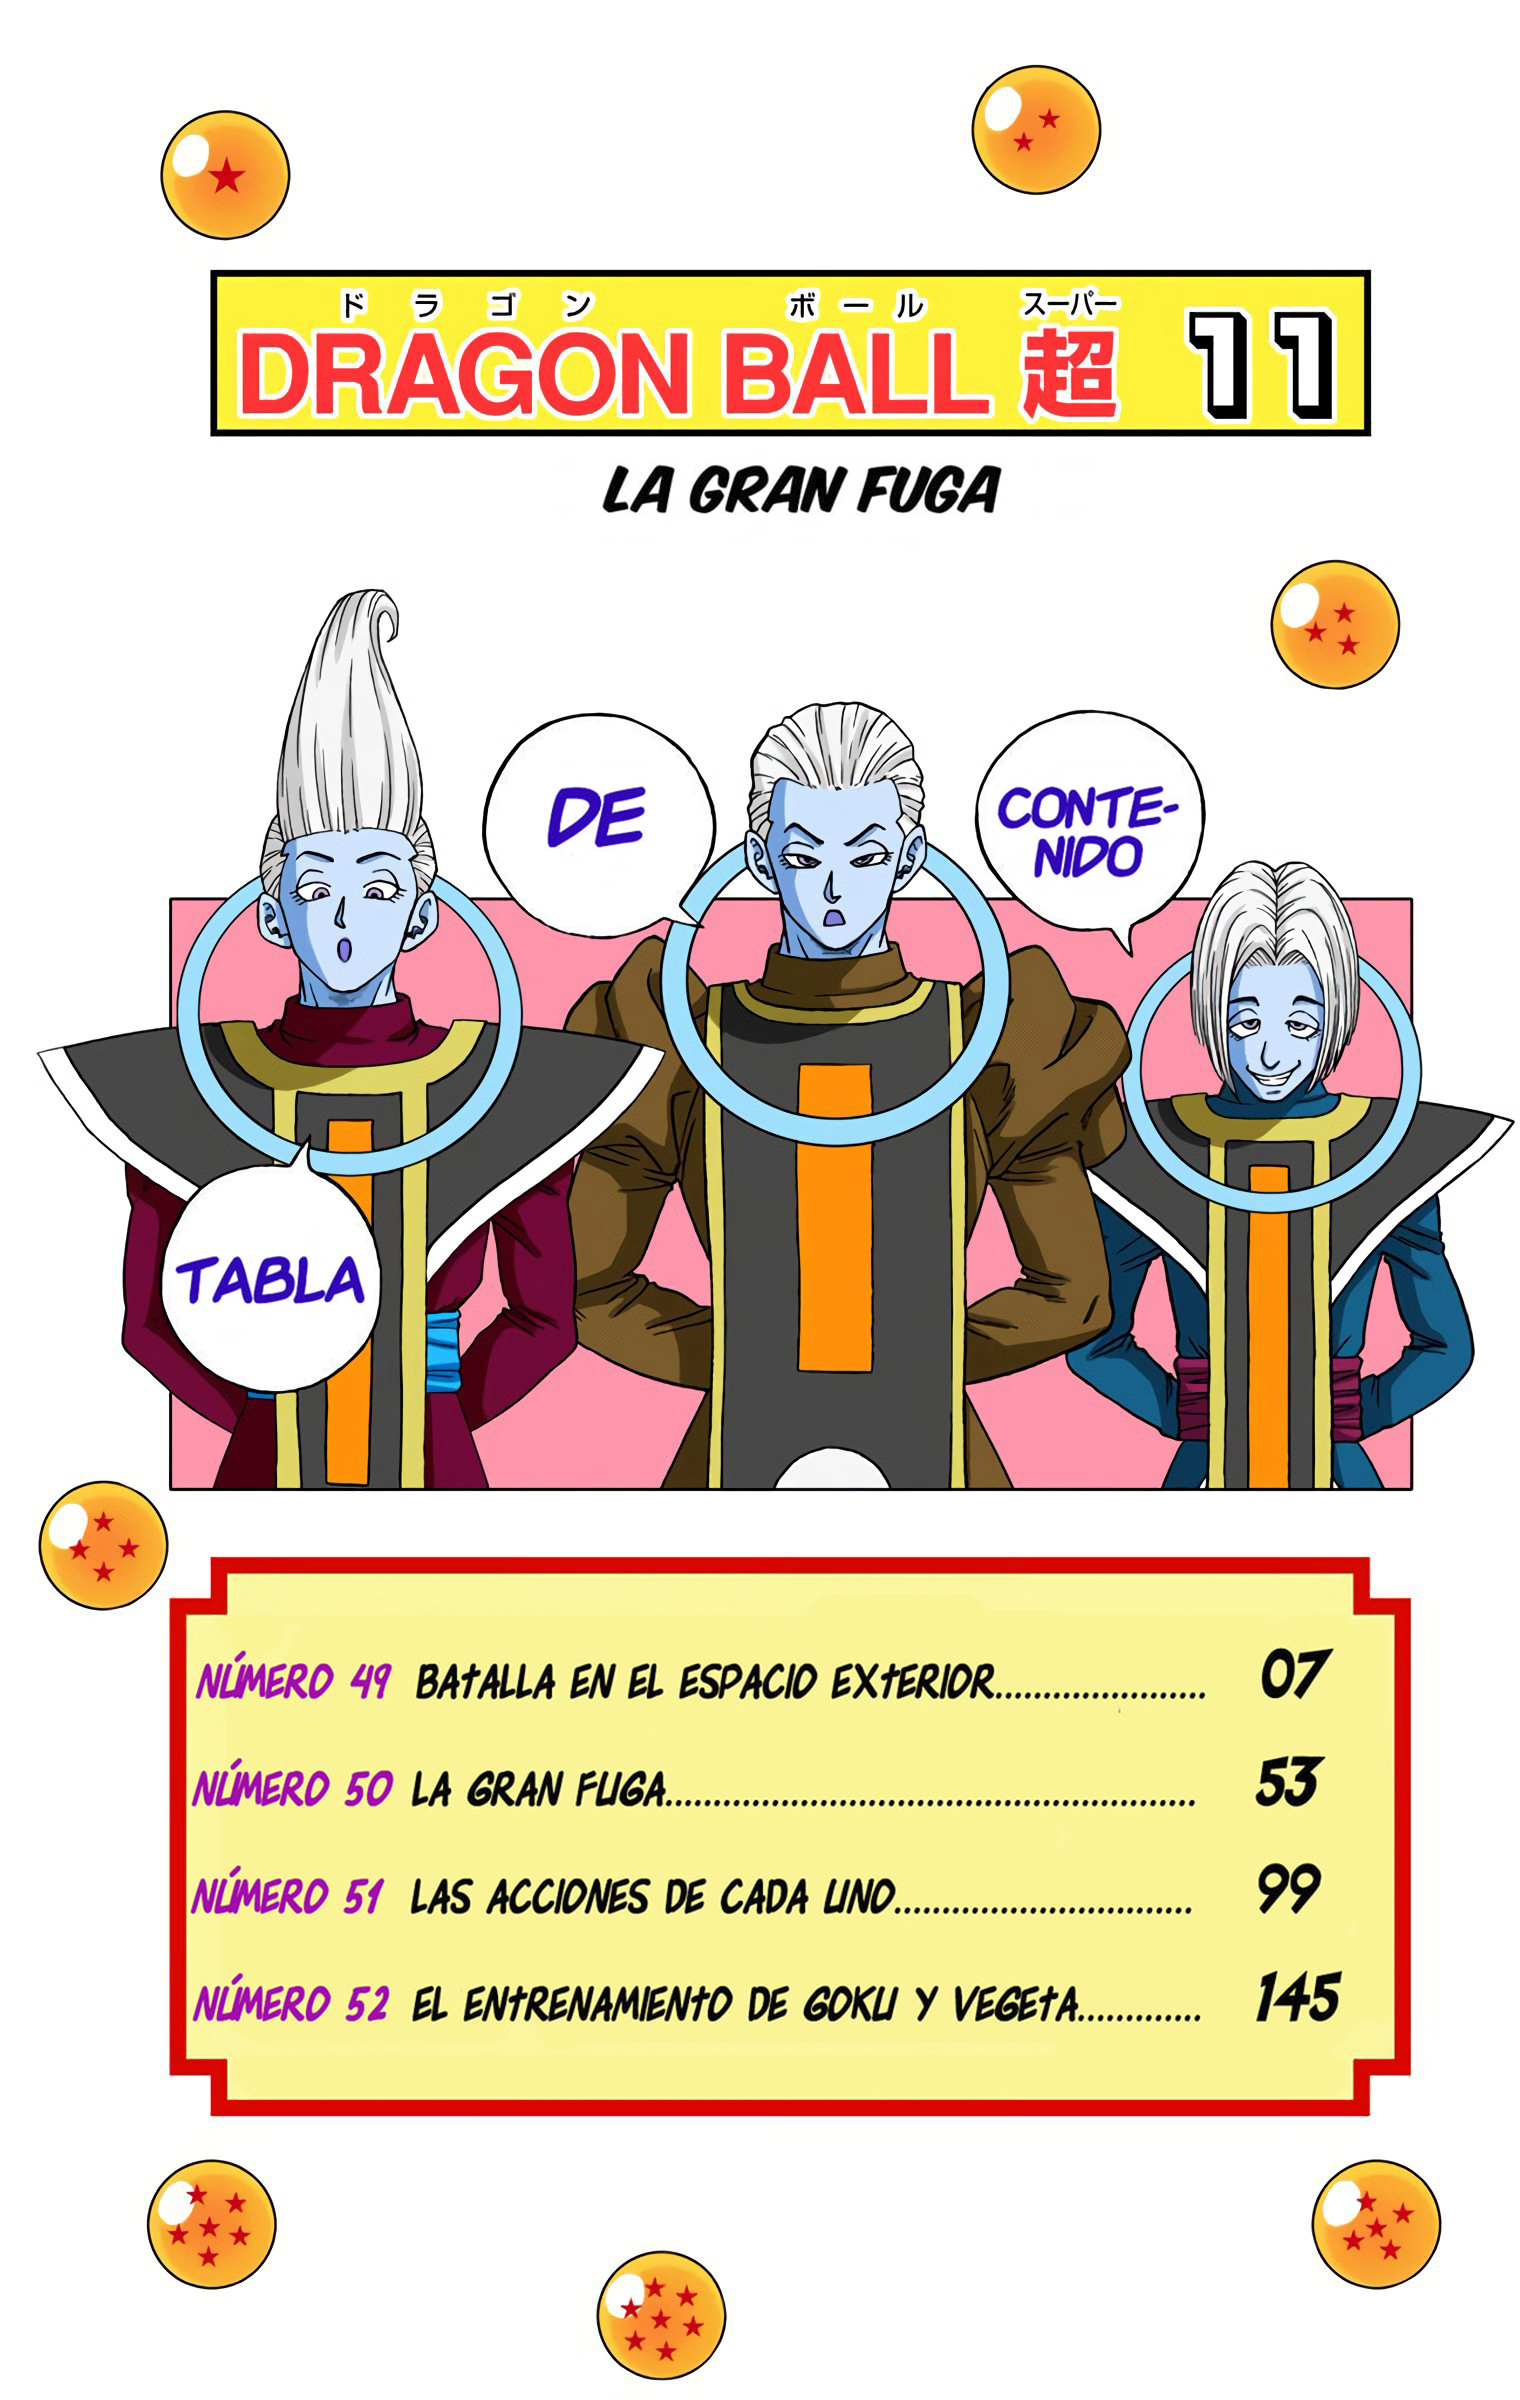 ドラゴン ボール スーパー
DRAGON BALL 超 11
LA GRAN FUGA
TABLA
DE
CONTE-
NIDO
NÚMERO 49 BATALLA EN EL ESPACIO EXTERIOR...................... 07
NÚMERO 50 LA GRAN FUGA....................................................... 53
NÚMERO 51 LAS ACCIONES DE CADA UNO............................... 99
NÚMERO 52 EL ENTRENAMIENTO DE GOKU Y VEGETA............. 145